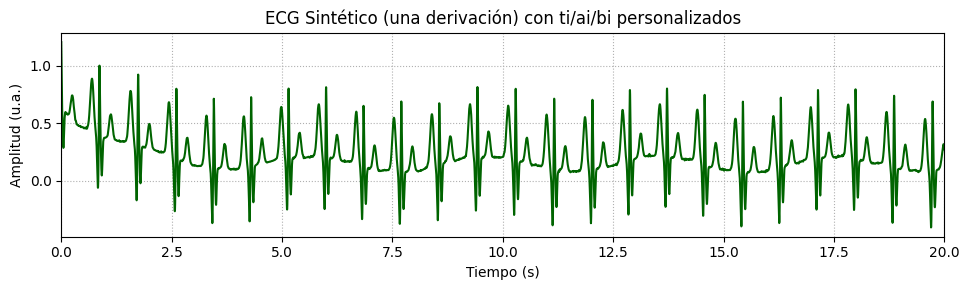 ECG Sintético (una derivación) con ti/ai/bi personalizados
Amplitud (u.a.)
1.0
0.5
0.0
0.0 2.5 5.0 7.5 10.0 12.5 15.0 17.5 20.0
Tiempo (s)